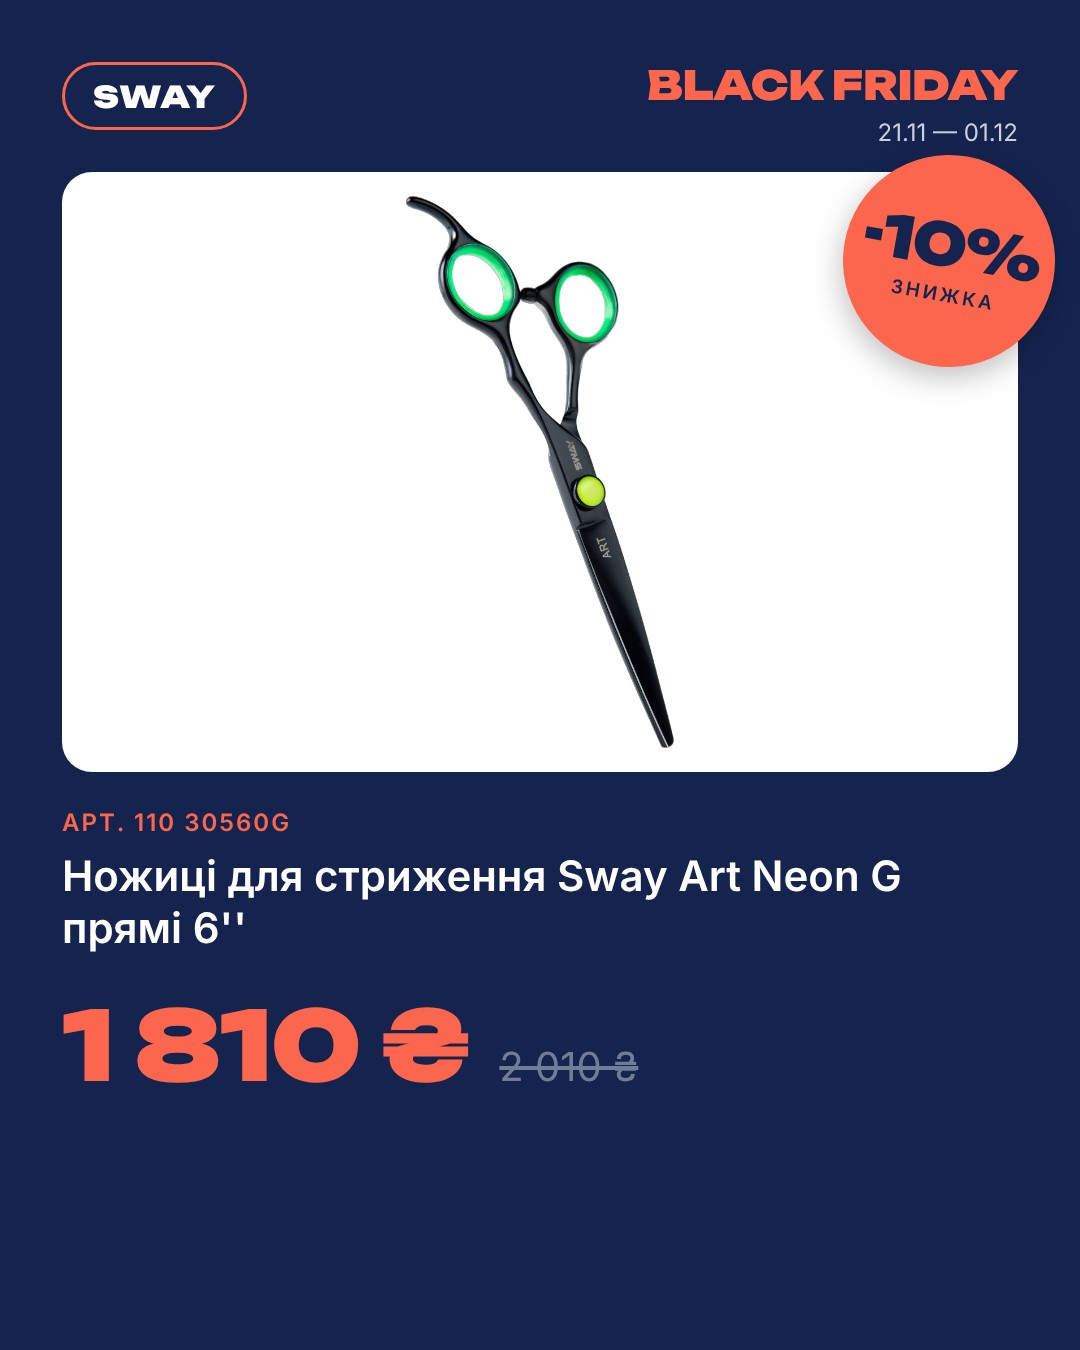 SWAY
BLACK FRIDAY
21.11 — 01.12
-10%
ЗНИЖКА
SWAY
ART
АРТ. 110 30560G
Ножиці для стриження Sway Art Neon G
прямі 6''
1 810 ₴
2 010 ₴